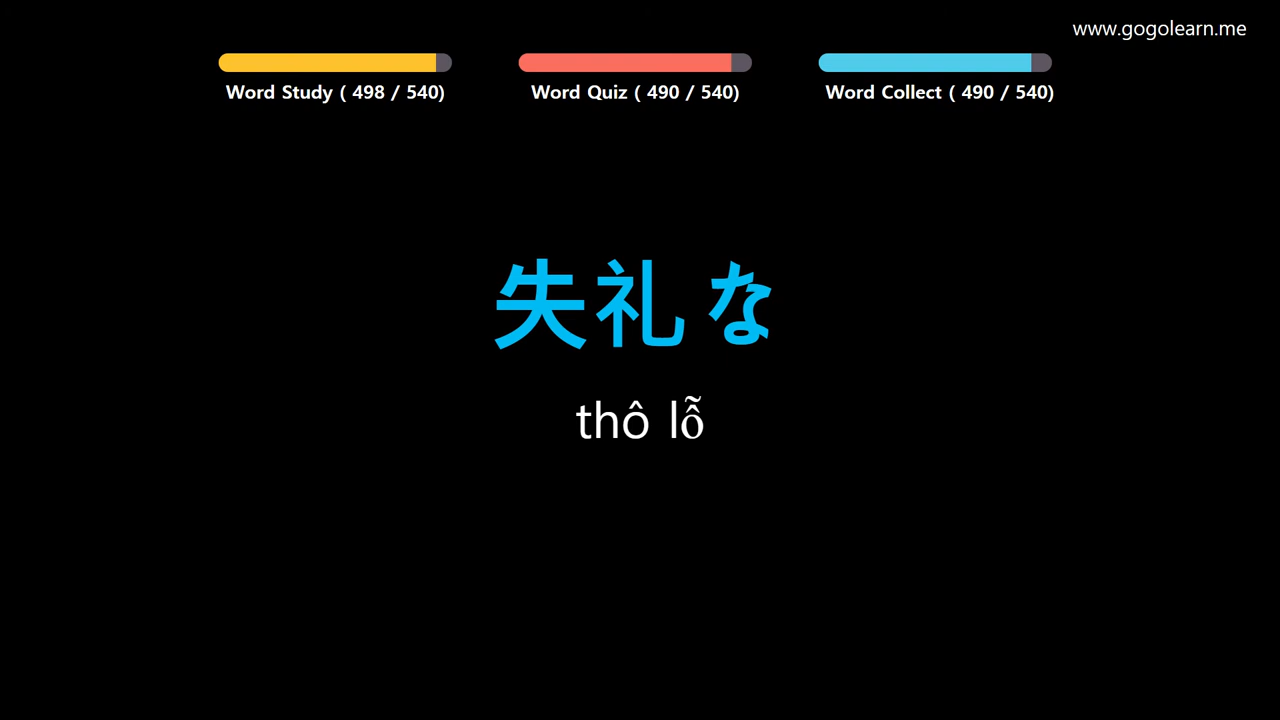 www.gogolearn.me
Word Study ( 498 / 540)
Word Quiz ( 490 / 540)
Word Collect ( 490 / 540)
失礼な
thô lỗ